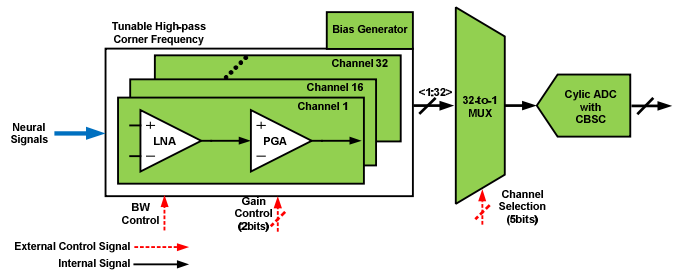 Tunable High-pass
Corner Frequency
Bias Generator
Channel 32
Channel 16
Channel 1
<1:32>
32-to-1
MUX
Cylic ADC
with
CBSC
Neural
Signals
+
−
LNA
+
−
PGA
BW
Control
Gain
Control
(2bits)
Channel
Selection
(5bits)
External Control Signal
Internal Signal